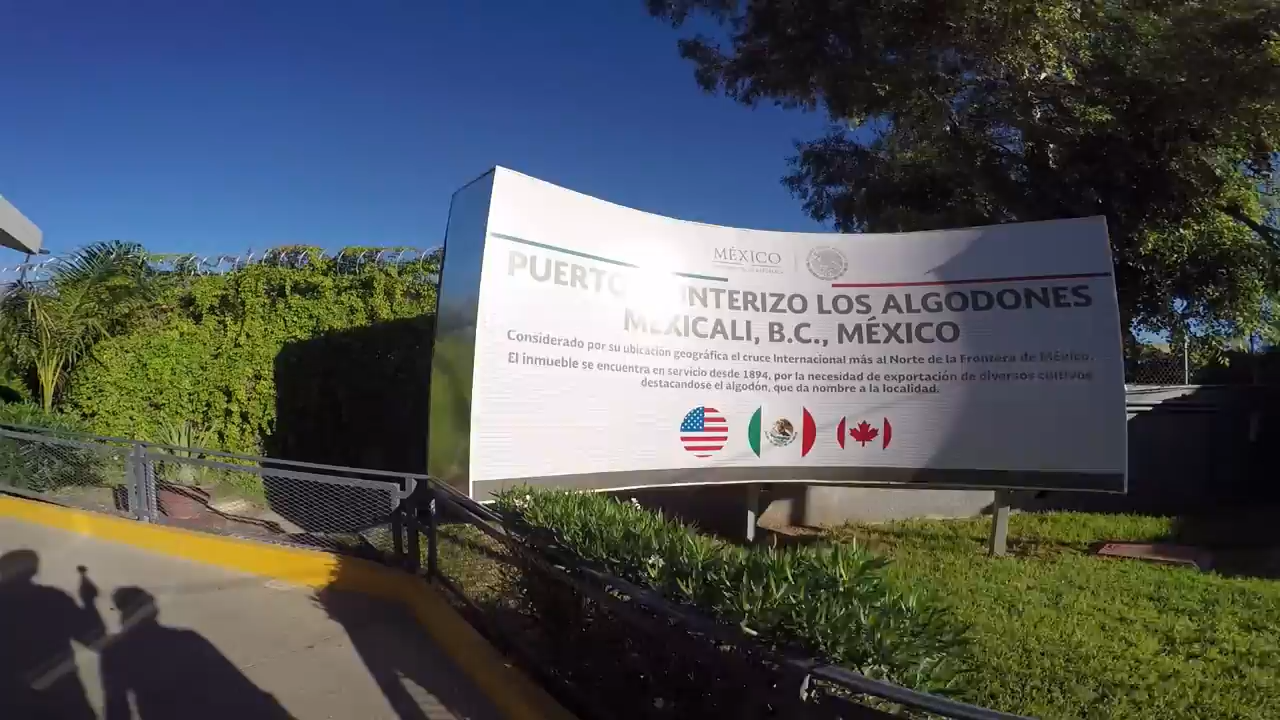 MÉXICO
INTERIZO LOS ALGODONES
MEXICALI, B.C., MÉXICO
Considerado por su ubicación geográfica el cruce Internacional más al Norte de la Frontera de México.
El inmueble se encuentra en servicio desde 1894, por la necesidad de exportación de diversos cultivos
destacandose el algodón, que da nombre a la localidad.